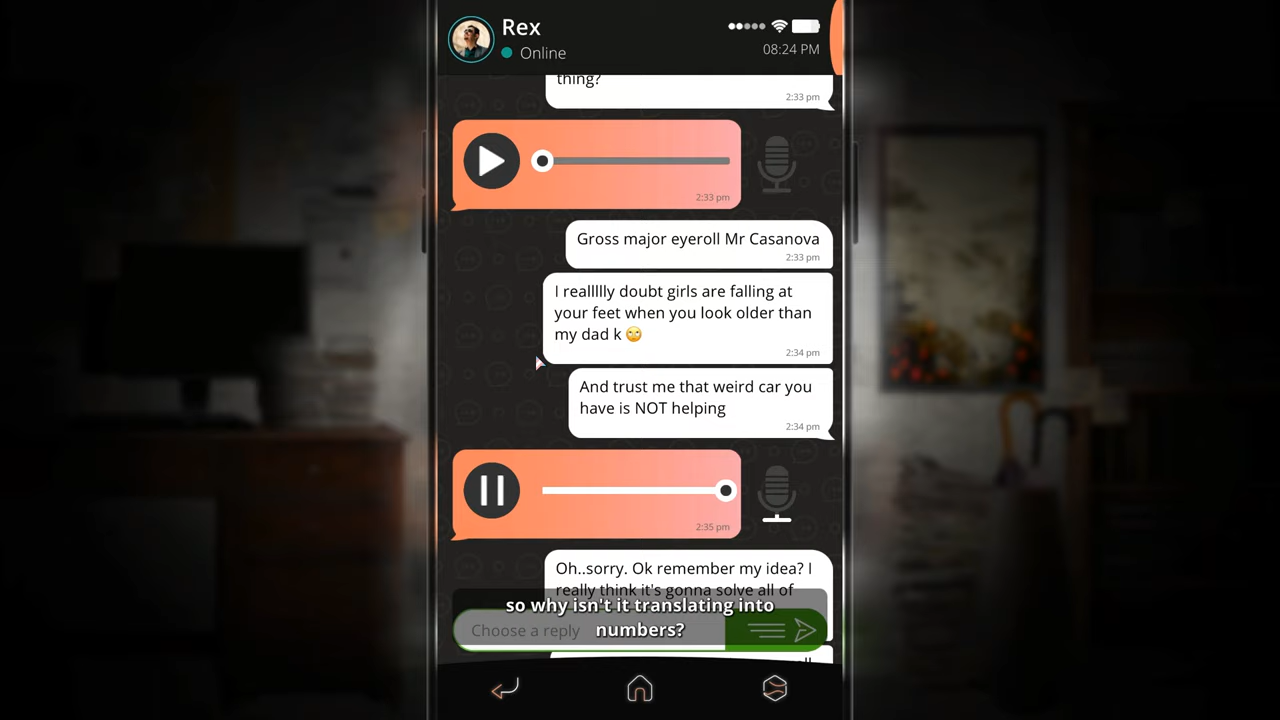 Rex
Online
08:24 PM
thing?
2:33 pm
2:33 pm
Gross major eyeroll Mr Casanova
2:33 pm
I reallllly doubt girls are falling at
your feet when you look older than
my dad k 🙄
2:34 pm
And trust me that weird car you
have is NOT helping
2:34 pm
2:35 pm
Oh..sorry. Ok remember my idea? I
really think it's gonna solve all of
so why isn't it translating into
numbers?
Choose a reply